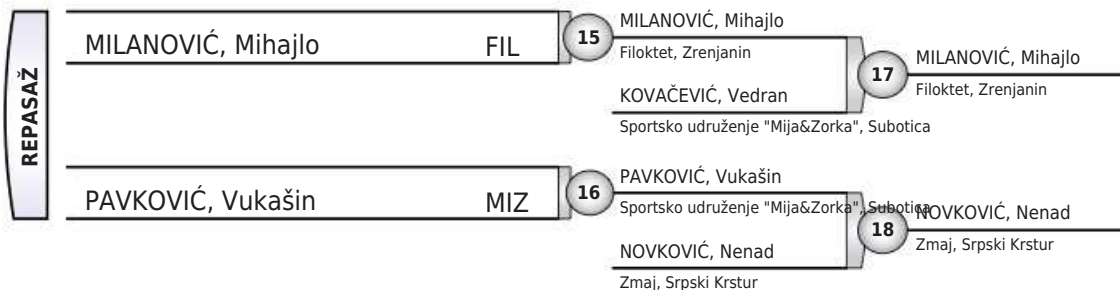 REPASAŽ
MILANOVIĆ, Mihajlo FIL
15
MILANOVIĆ, Mihajlo
Filoktet, Zrenjanin
KOVAČEVIĆ, Vedran
Sportsko udruženje "Mija&Zorka", Subotica
17
MILANOVIĆ, Mihajlo
Filoktet, Zrenjanin
PAVKOVIĆ, Vukašin MIZ
16
PAVKOVIĆ, Vukašin
Sportsko udruženje "Mija&Zorka", Subotica
NOVKOVIĆ, Nenad
Zmaj, Srpski Krstur
18
NOVKOVIĆ, Nenad
Zmaj, Srpski Krstur